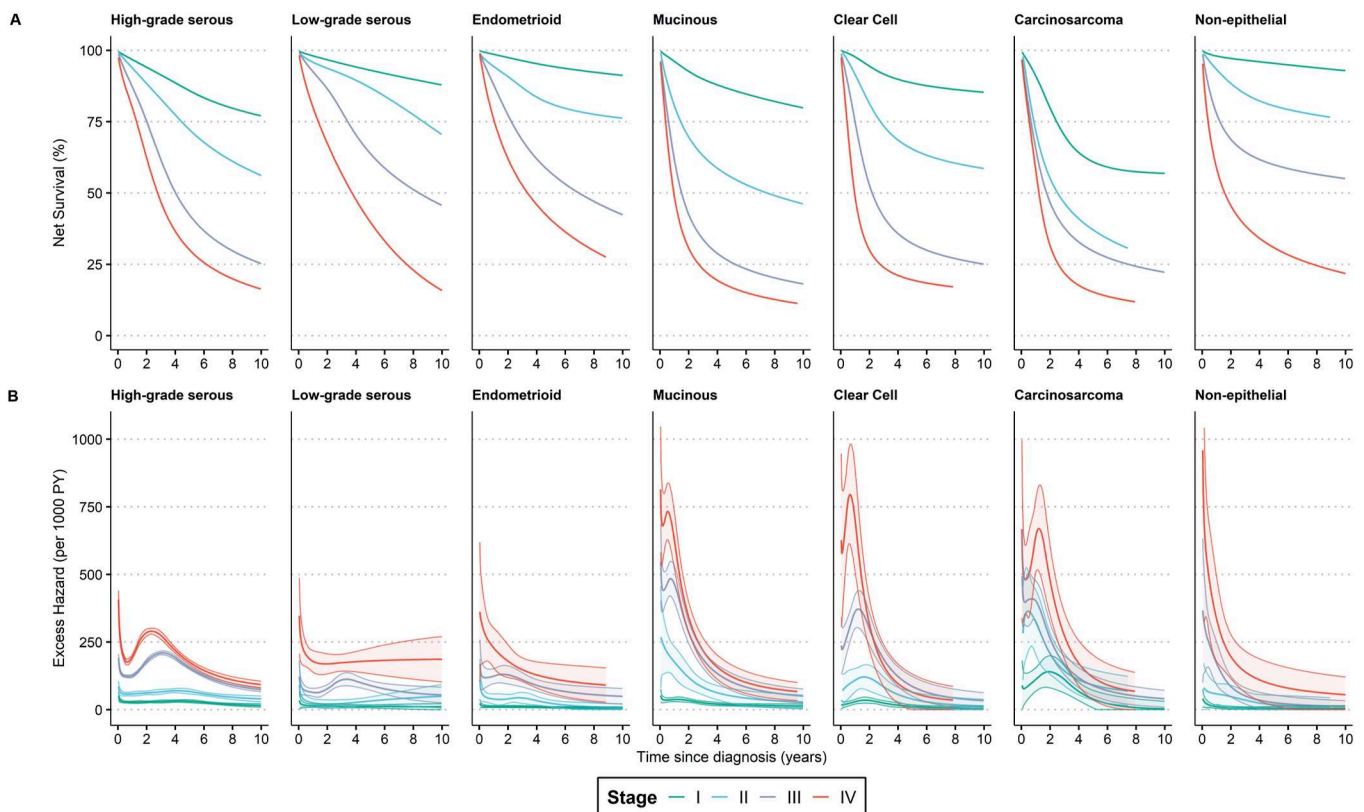 A
High-grade serous
Low-grade serous
Endometrioid
Mucinous
Clear Cell
Carcinosarcoma
Non-epithelial
Net Survival (%)
100
75
50
25
0
0 2 4 6 8 10
0 2 4 6 8 10
0 2 4 6 8 10
0 2 4 6 8 10
0 2 4 6 8 10
0 2 4 6 8 10
0 2 4 6 8 10
B
High-grade serous
Low-grade serous
Endometrioid
Mucinous
Clear Cell
Carcinosarcoma
Non-epithelial
Excess Hazard (per 1000 PY)
1000
750
500
250
0
0 2 4 6 8 10
0 2 4 6 8 10
0 2 4 6 8 10
0 2 4 6 8 10
0 2 4 6 8 10
0 2 4 6 8 10
0 2 4 6 8 10
Time since diagnosis (years)
Stage I II III IV